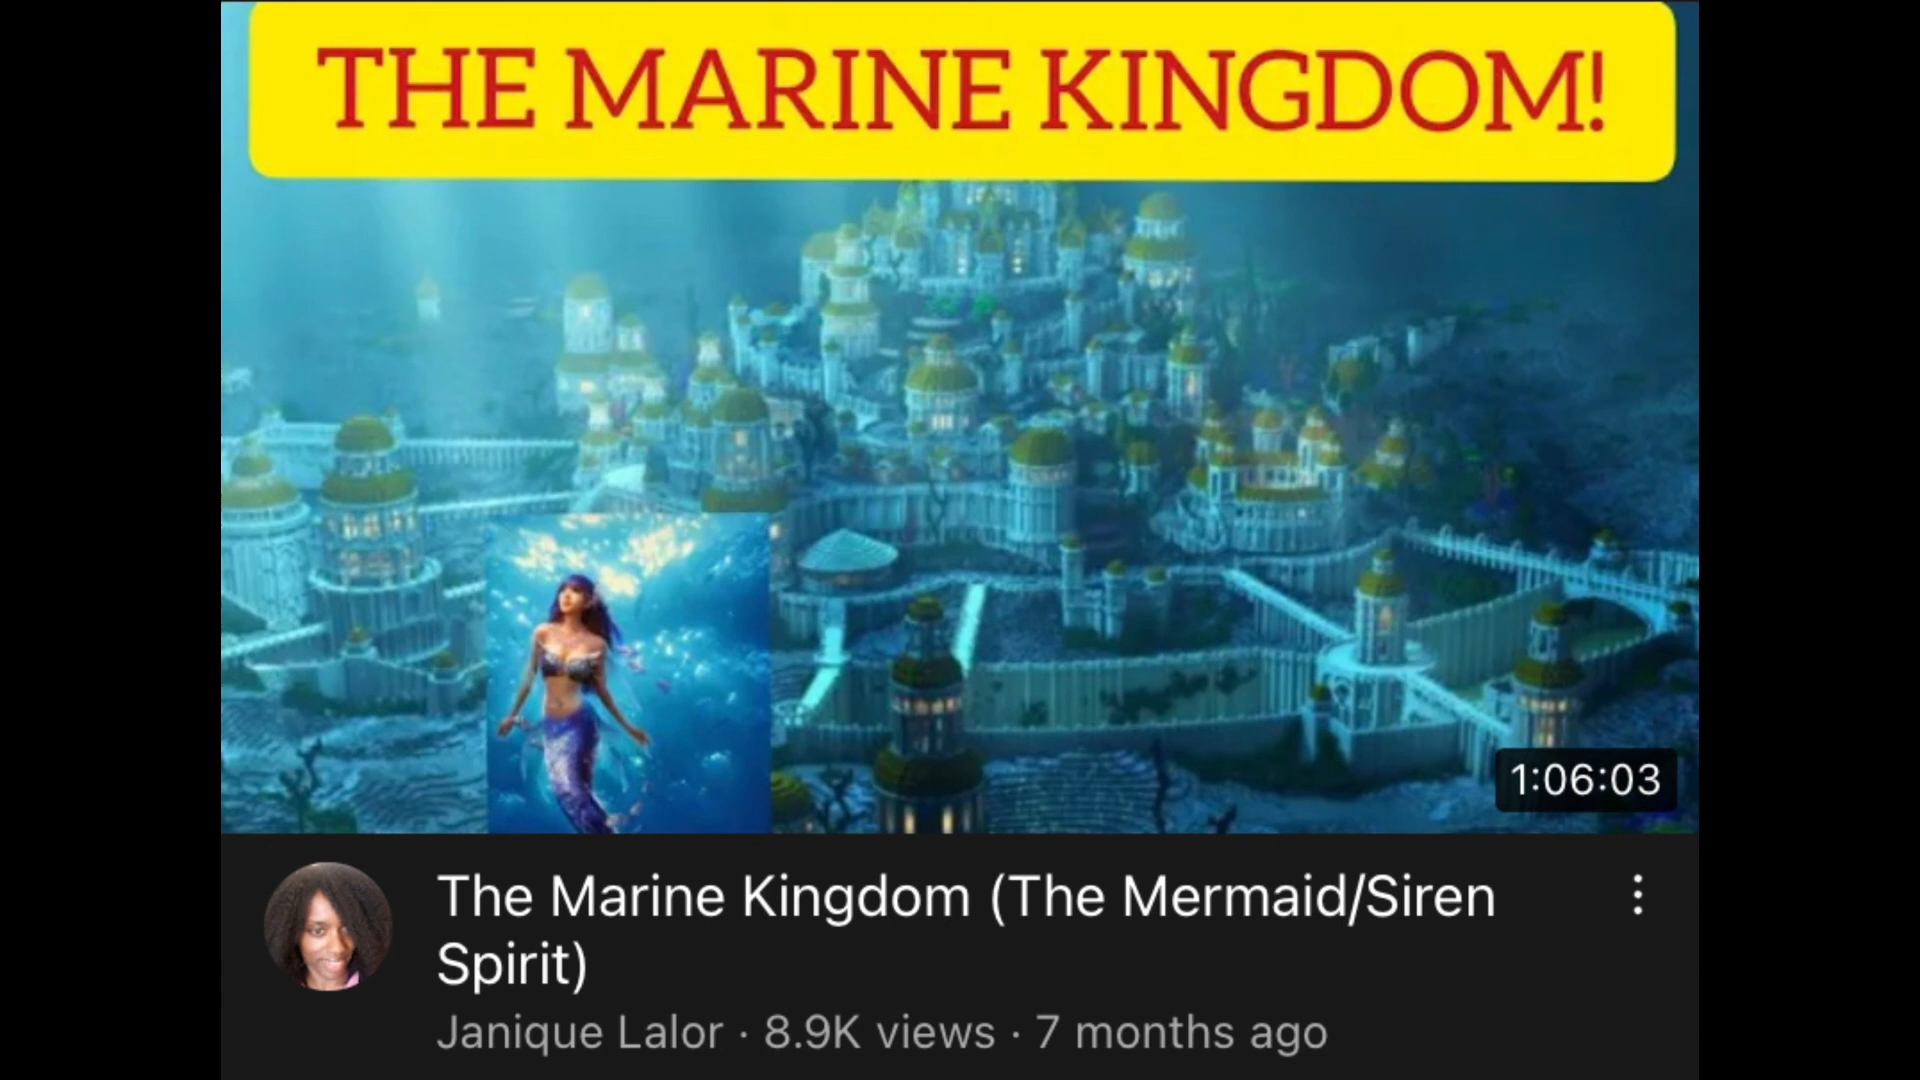 THE MARINE KINGDOM!
1:06:03
The Marine Kingdom (The Mermaid/Siren
Spirit)
Janique Lalor · 8.9K views · 7 months ago